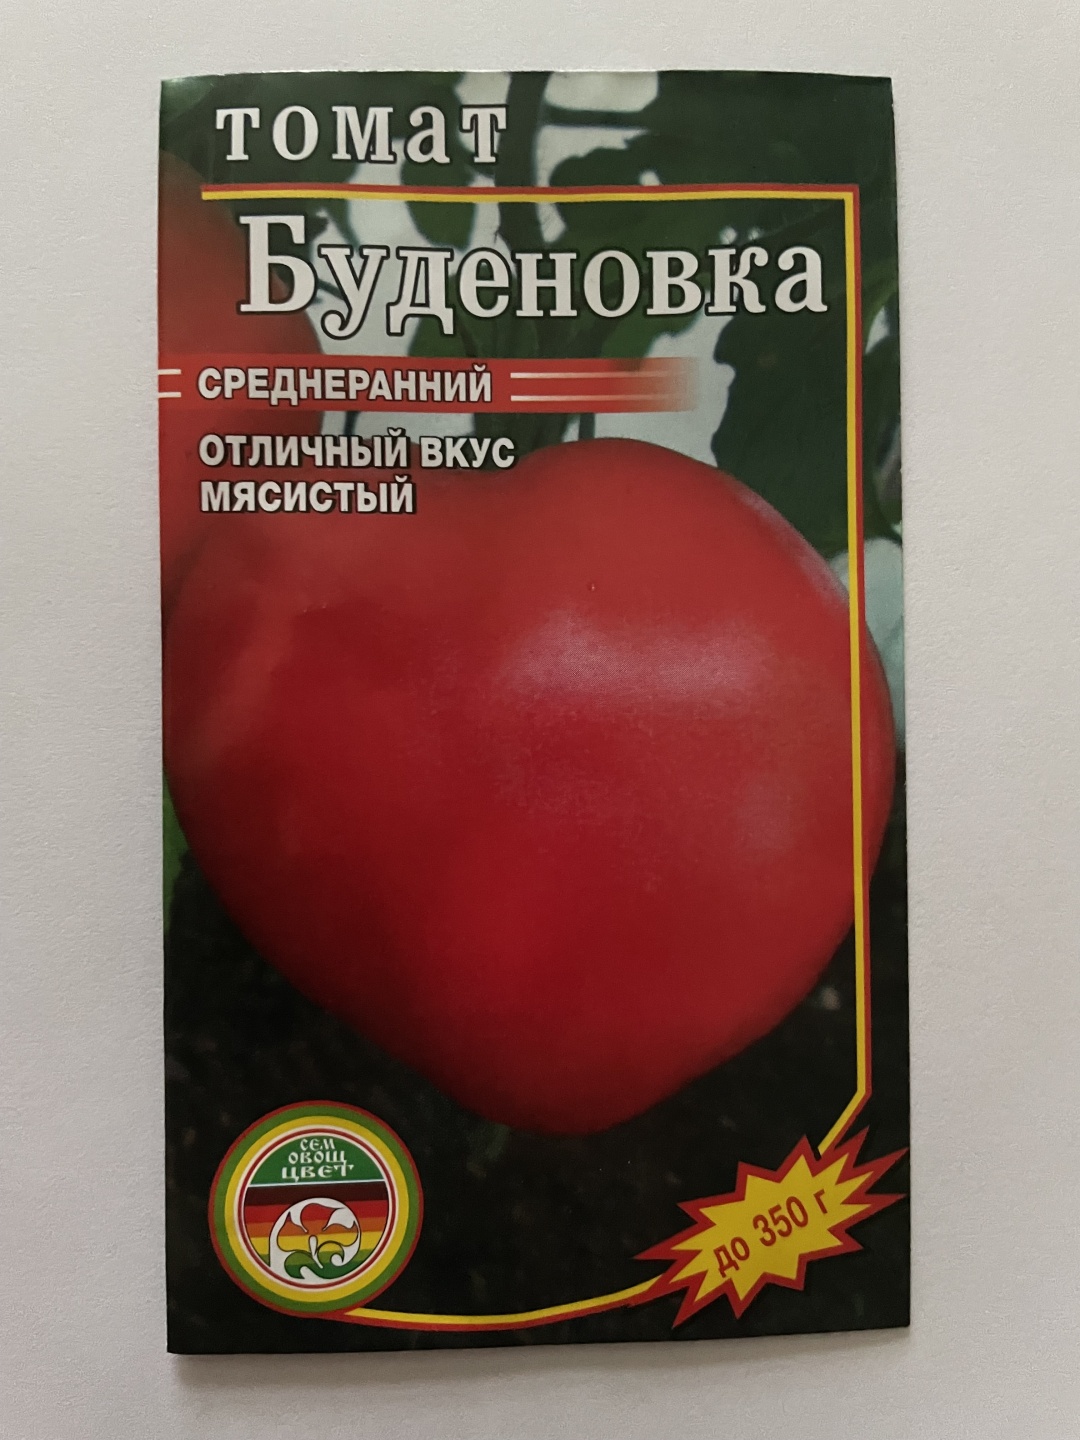 томат
Буденовка
СРЕДНЕРАННИЙ
ОТЛИЧНЫЙ ВКУС
МЯСИСТЫЙ
СЕМ
ОВОЩ
ЦВЕТ
до 350 г